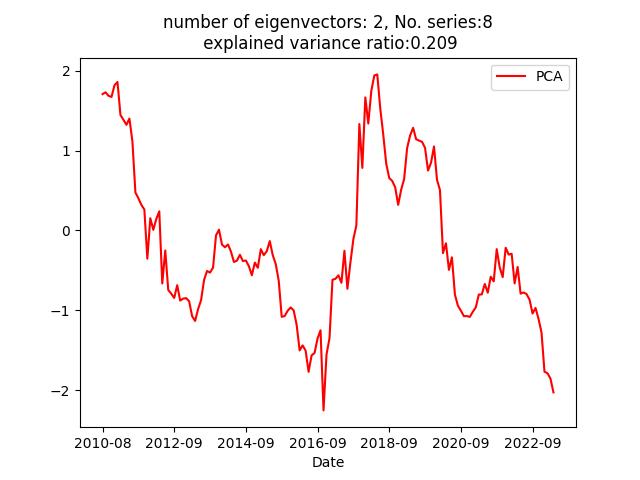 number of eigenvectors: 2, No. series:8
explained variance ratio:0.209
PCA
2
1
0
−1
−2
2010-08 2012-09 2014-09 2016-09 2018-09 2020-09 2022-09
Date